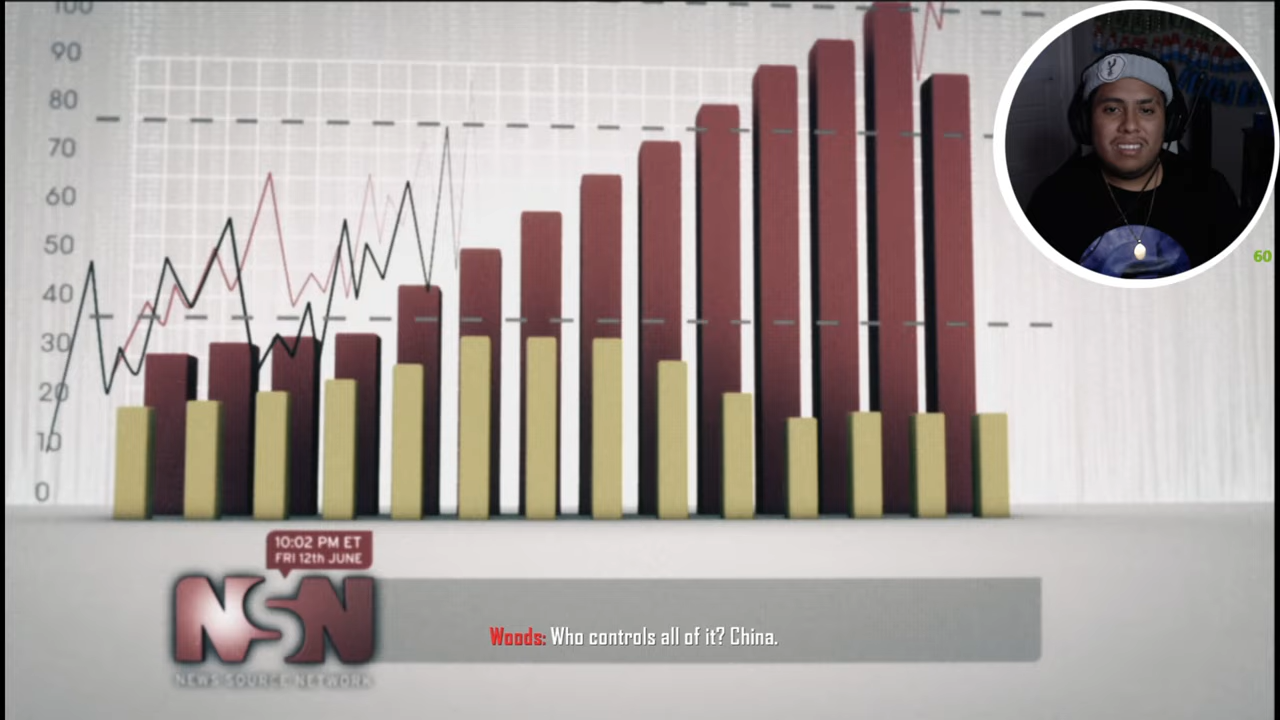 100
90
80
70
60
50
40
30
20
10
0
60
10:02 PM ET
FRI 12th JUNE
NSN
NEWS SOURCE NETWORK
Woods: Who controls all of it? China.